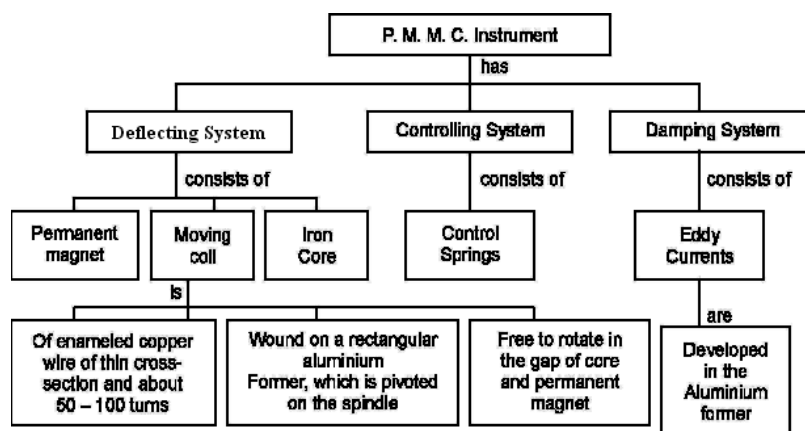 P. M. M. C. Instrument
has
Deflecting System
Controlling System
Damping System
consists of
consists of
consists of
Permanent
magnet
Moving
coil
Iron
Core
Control
Springs
Eddy
Currents
is
are
Of enameled copper
wire of thin cross-
section and about
50 – 100 turns
Wound on a rectangular
aluminium
Former, which is pivoted
on the spindle
Free to rotate in
the gap of core
and permanent
magnet
Developed
in the
Aluminium
former